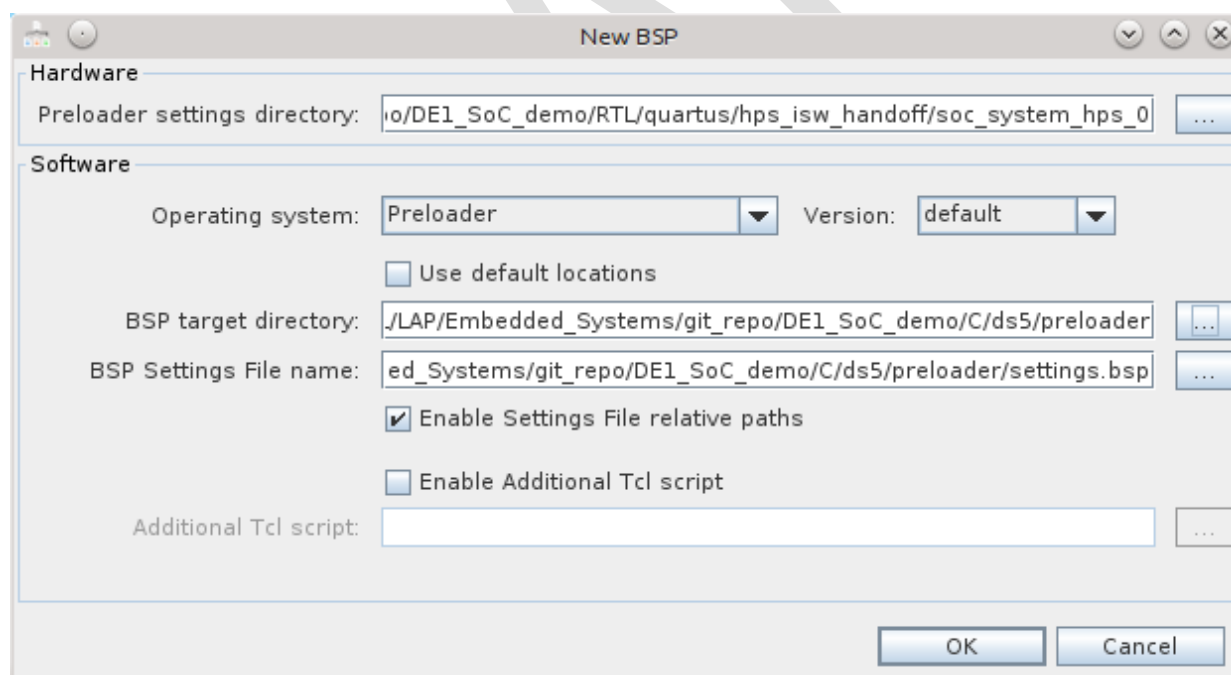 New BSP
Hardware
Preloader settings directory: o/DE1_SoC_demo/RTL/quartus/hps_isw_handoff/soc_system_hps_0 ...
Software
Operating system: Preloader Version: default
Use default locations
BSP target directory: ./LAP/Embedded_Systems/git_repo/DE1_SoC_demo/C/ds5/preloader ...
BSP Settings File name: ed_Systems/git_repo/DE1_SoC_demo/C/ds5/preloader/settings.bsp ...
Enable Settings File relative paths
Enable Additional Tcl script
Additional Tcl script: ...
OK Cancel